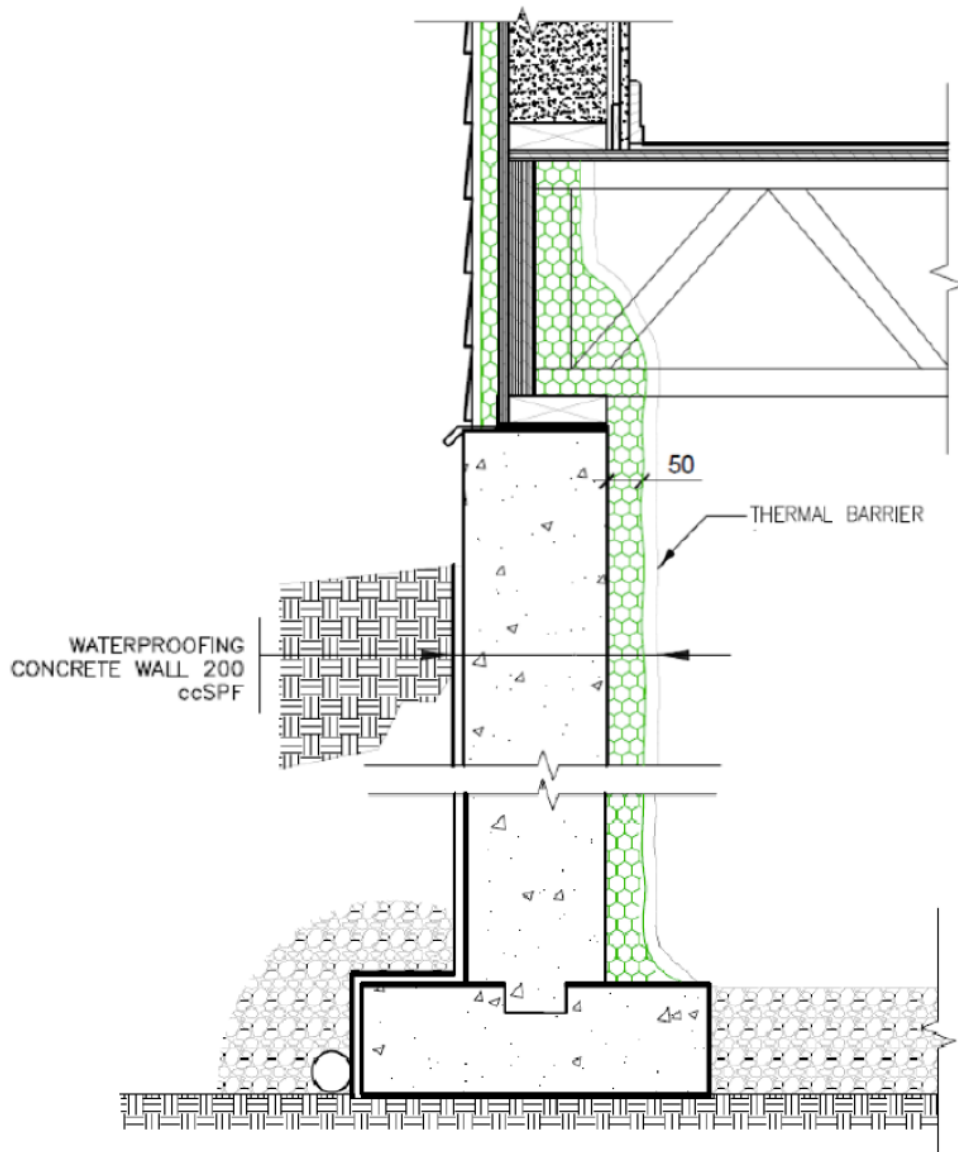 50
THERMAL BARRIER
WATERPROOFING
CONCRETE WALL 200
ccSPF